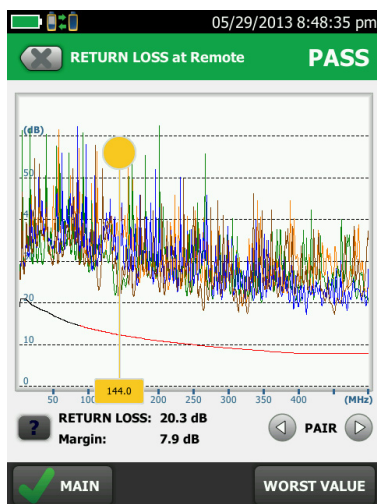 05/29/2013 8:48:35 pm
RETURN LOSS at Remote
PASS
(dB)
50
40
30
20
10
0
50 100 144.0 200 250 300 350 400 (MHz)
RETURN LOSS: 20.3 dB
? Margin: 7.9 dB
PAIR
MAIN
WORST VALUE